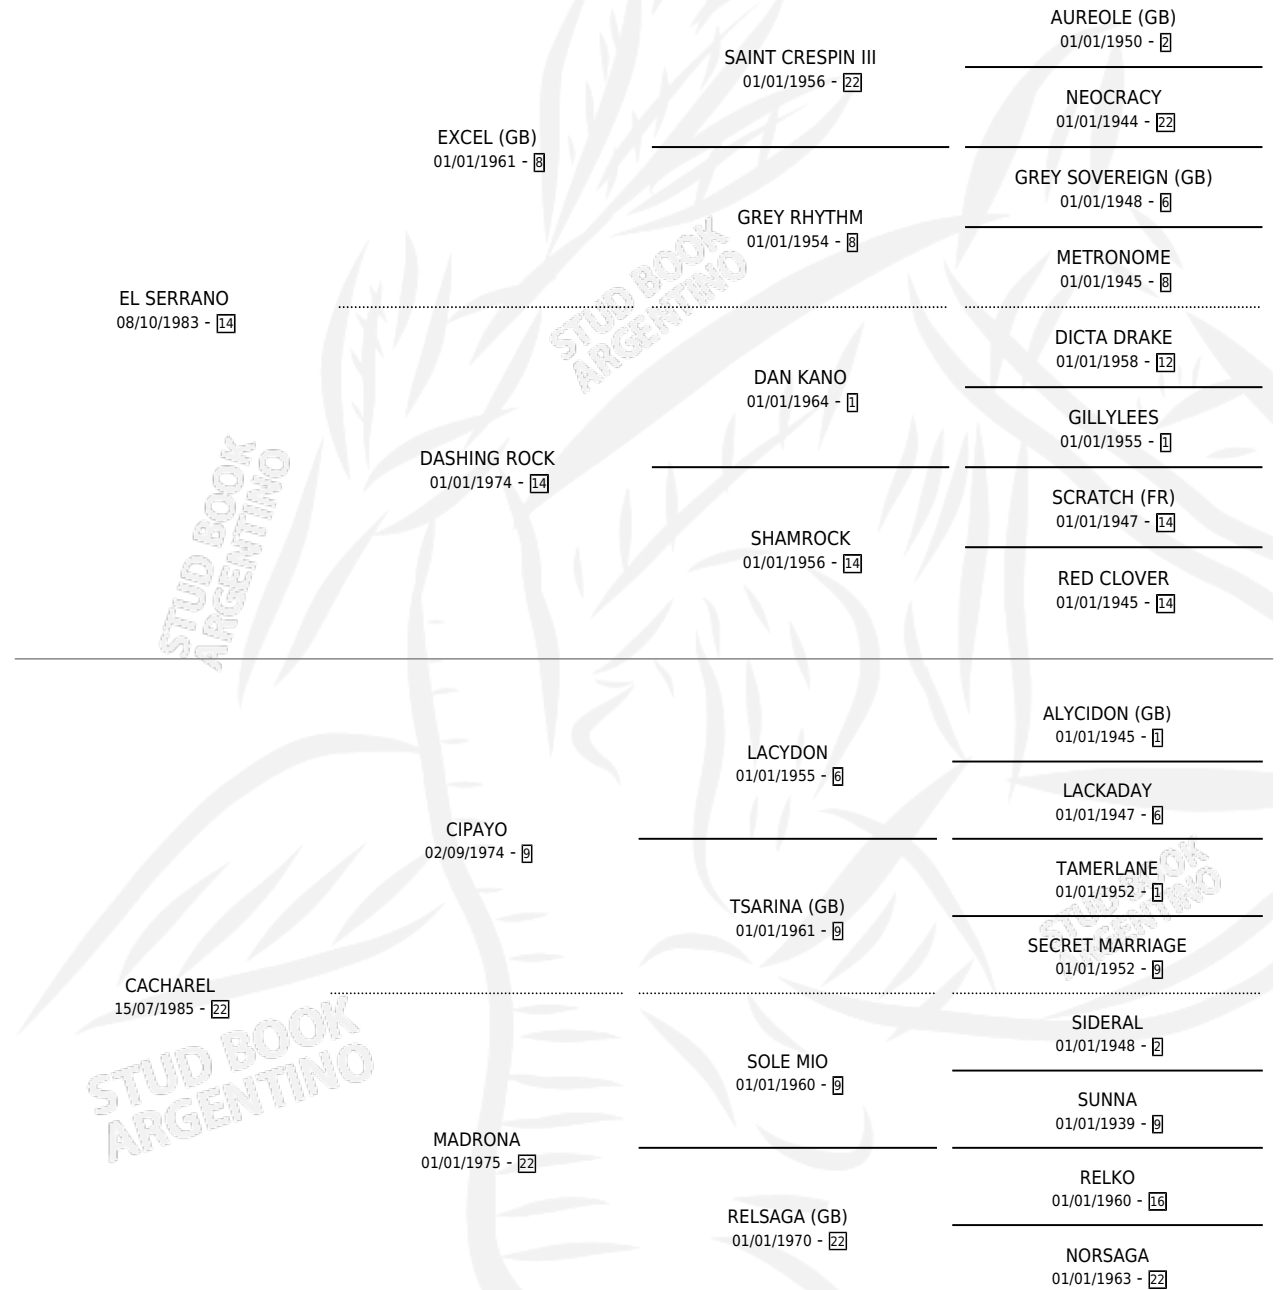 AUREOLE (GB)
01/01/1950 - 2
SAINT CRESPIN III
01/01/1956 - 22
NEOCRACY
01/01/1944 - 22
EXCEL (GB)
01/01/1961 - 8
GREY SOVEREIGN (GB)
01/01/1948 - 6
GREY RHYTHM
01/01/1954 - 8
METRONOME
01/01/1945 - 8
EL SERRANO
08/10/1983 - 14
STUD BOOK
ARGENTINO
DICTA DRAKE
01/01/1958 - 12
DAN KANO
01/01/1964 - 1
GILLYLEES
01/01/1955 - 1
DASHING ROCK
01/01/1974 - 14
SCRATCH (FR)
01/01/1947 - 14
SHAMROCK
01/01/1956 - 14
RED CLOVER
01/01/1945 - 14
STUD BOOK
ARGENTINO
ALYCIDON (GB)
01/01/1945 - 1
LACYDON
01/01/1955 - 6
LACKADAY
01/01/1947 - 6
CIPAYO
02/09/1974 - 9
TAMERLANE
01/01/1952 - 1
STUD BOOK
ARGENTINO
TSARINA (GB)
01/01/1961 - 9
SECRET MARRIAGE
01/01/1952 - 9
CACHAREL
15/07/1985 - 22
STUD BOOK
ARGENTINO
SIDERAL
01/01/1948 - 2
SOLE MIO
01/01/1960 - 9
SUNNA
01/01/1939 - 9
MADRONA
01/01/1975 - 22
RELKO
01/01/1960 - 16
RELSAGA (GB)
01/01/1970 - 22
NORSAGA
01/01/1963 - 22